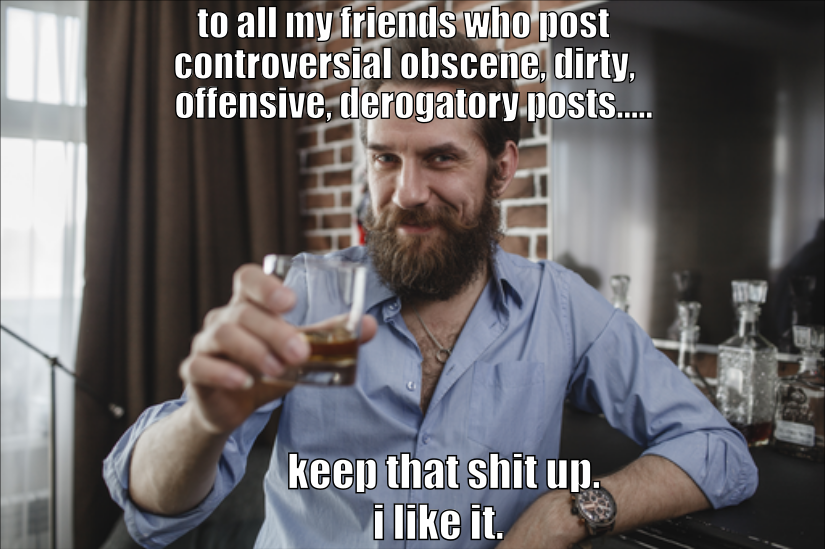 to all my friends who post
controversial obscene, dirty,
offensive, derogatory posts.....
keep that shit up.
i like it.